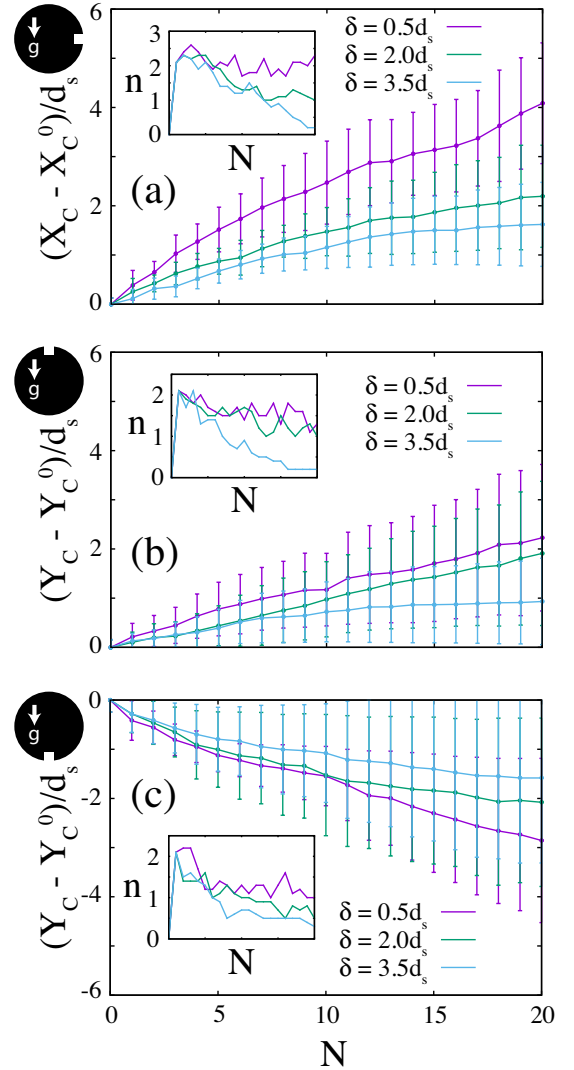 g
(X_C - X_C^0)/d_s
6
4
2
0
3
2
1
0
n
N
δ = 0.5d_s
δ = 2.0d_s
δ = 3.5d_s
(a)
g
(Y_C - Y_C^0)/d_s
6
4
2
0
2
1
0
n
N
δ = 0.5d_s
δ = 2.0d_s
δ = 3.5d_s
(b)
g
(Y_C - Y_C^0)/d_s
0
-2
-4
-6
(c)
2
1
0
n
N
δ = 0.5d_s
δ = 2.0d_s
δ = 3.5d_s
0 5 10 15 20
N